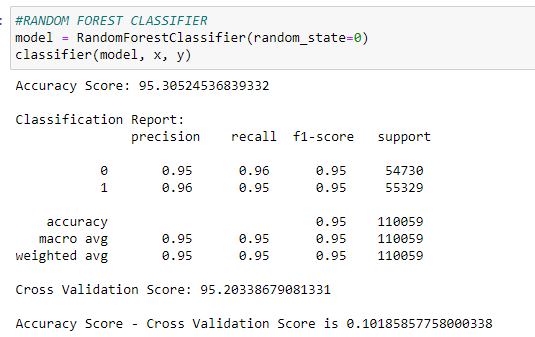 #RANDOM FOREST CLASSIFIER
model = RandomForestClassifier(random_state=0)
classifier(model, x, y)
Accuracy Score: 95.30524536839332
Classification Report:
precision recall f1-score support
0 0.95 0.96 0.95 54730
1 0.96 0.95 0.95 55329
accuracy 0.95 110059
macro avg 0.95 0.95 0.95 110059
weighted avg 0.95 0.95 0.95 110059
Cross Validation Score: 95.20338679081331
Accuracy Score - Cross Validation Score is 0.10185857758000338